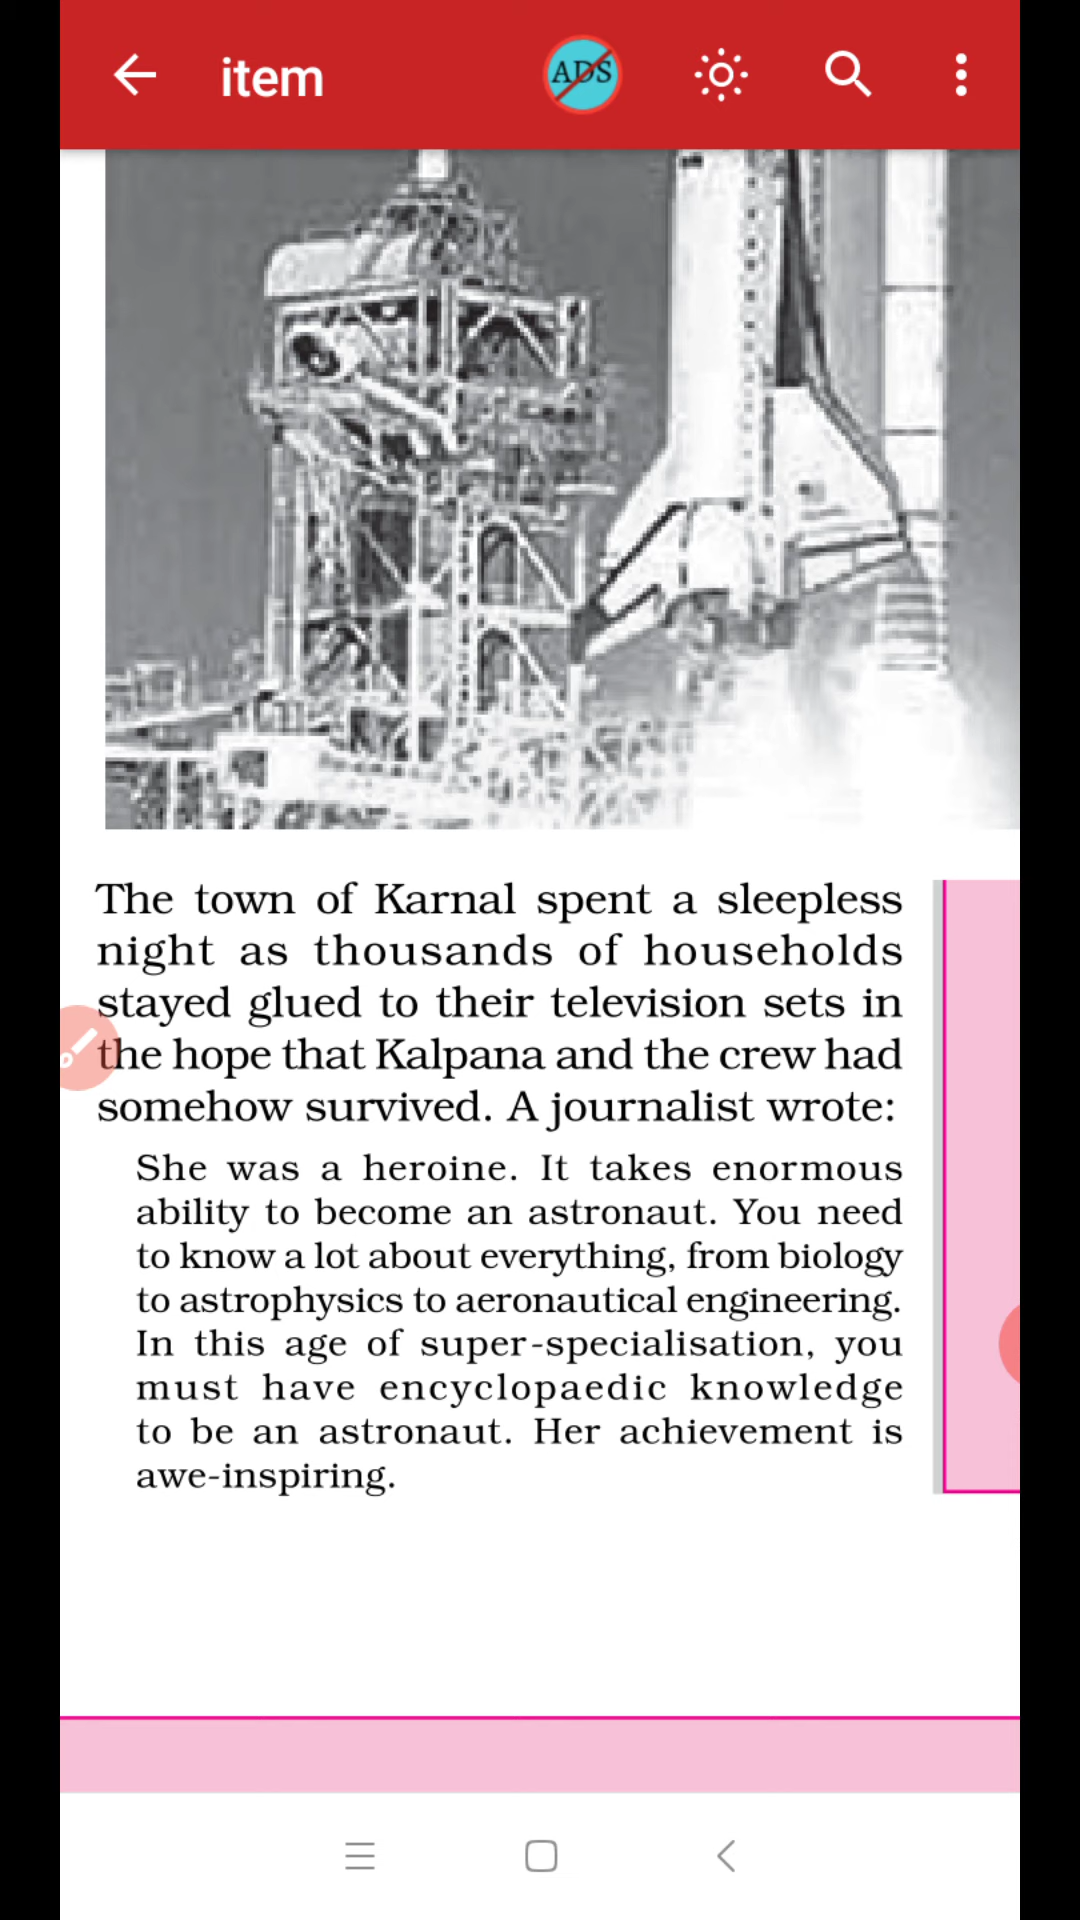 item
ADS
The town of Karnal spent a sleepless
night as thousands of households
stayed glued to their television sets in
the hope that Kalpana and the crew had
somehow survived. A journalist wrote:
She was a heroine. It takes enormous
ability to become an astronaut. You need
to know a lot about everything, from biology
to astrophysics to aeronautical engineering.
In this age of super-specialisation, you
must have encyclopaedic knowledge
to be an astronaut. Her achievement is
awe-inspiring.